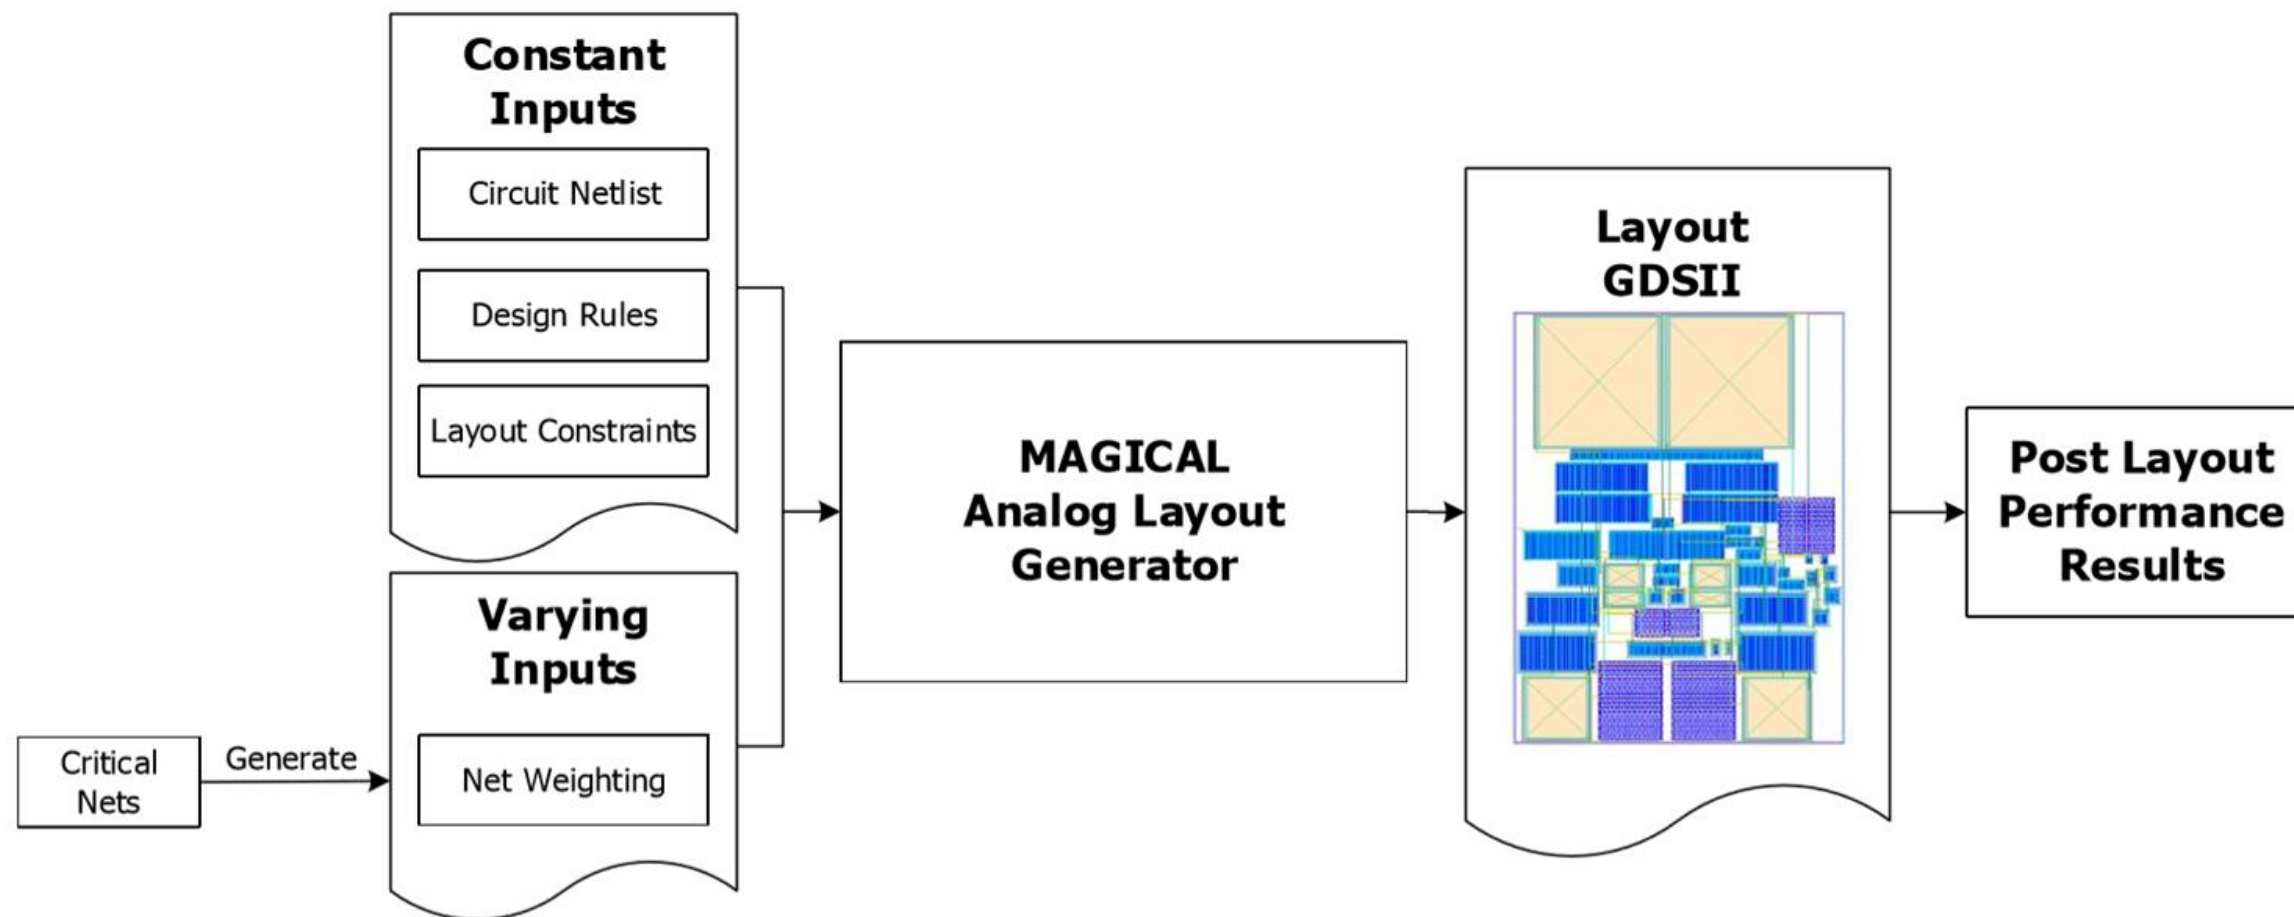 Constant
Inputs
Circuit Netlist
Design Rules
Layout Constraints
Varying
Inputs
Net Weighting
Critical
Nets
Generate
MAGICAL
Analog Layout
Generator
Layout
GDSII
Post Layout
Performance
Results